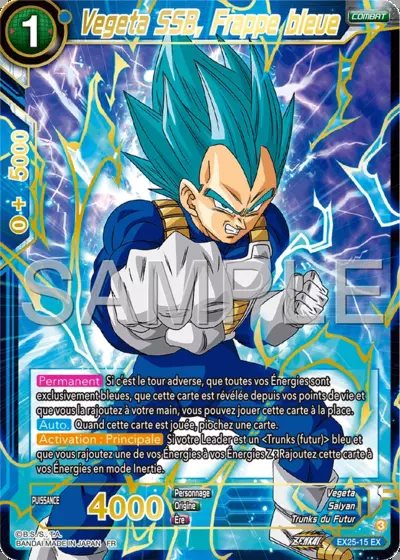 1
Vegeta SSB, Frappe bleue
COMBAT
0 + 5000
SAMPLE
Permanent Si c'est le tour adverse, que toutes vos Énergies sont
exclusivement bleues, que cette carte est révélée depuis vos points de vie et
que vous la rajoutez à votre main, vous pouvez jouer cette carte à la place.
Auto. Quand cette carte est jouée, piochez une carte.
Activation : Principale Si votre Leader est un <Trunks (futur)> bleu et
que vous rajoutez une de vos Énergies à vos Énergies Z : Rajoutez cette carte à
vos Énergies en mode Inertie.
PUISSANCE
4000
Personnage
Vegeta
Origine
Saiyan
Ère
Trunks du Futur
3
BANDAI MADE IN JAPAN FR
EX25-15 EX